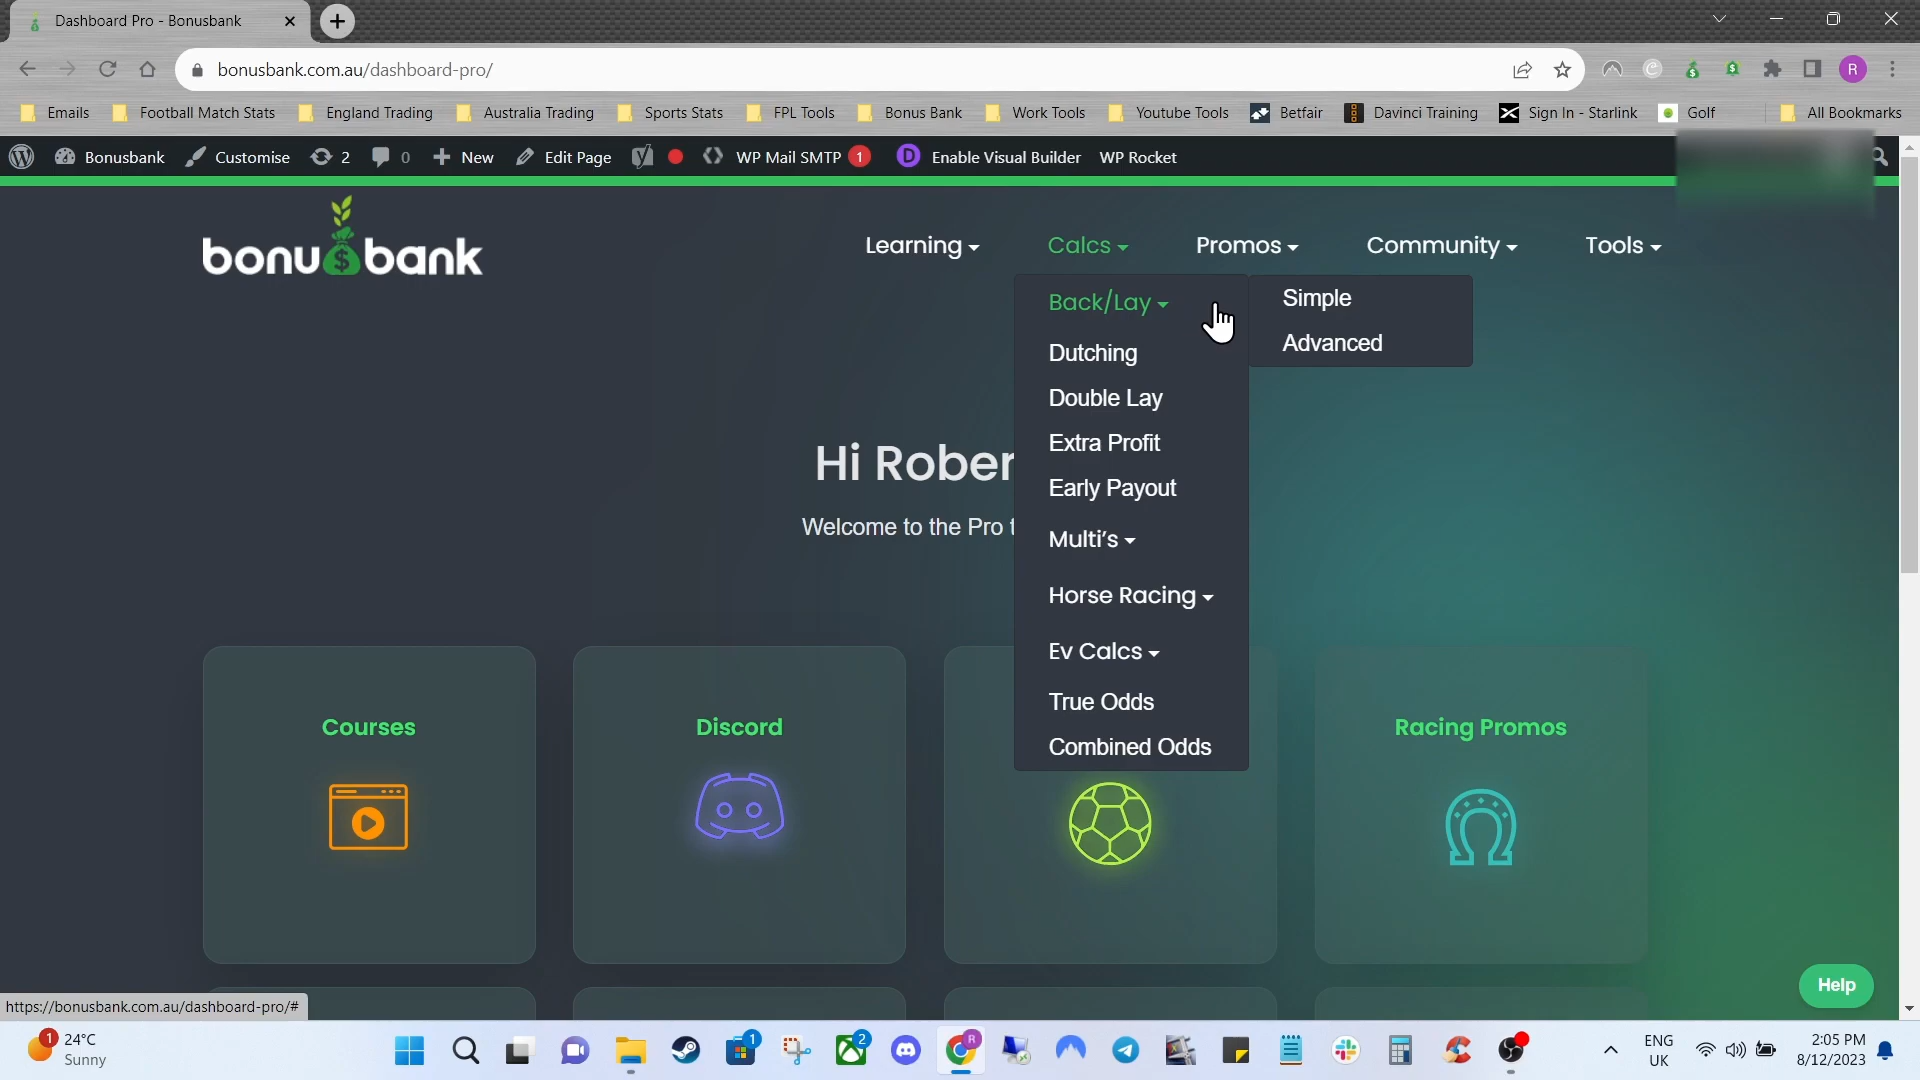 Dashboard Pro - Bonusbank
bonusbank.com.au/dashboard-pro/
R
Emails
Football Match Stats
England Trading
Australia Trading
Sports Stats
FPL Tools
Bonus Bank
Work Tools
Youtube Tools
Betfair
Davinci Training
Sign In - Starlink
Golf
All Bookmarks
Bonusbank
Customise
2
0
New
Edit Page
WP Mail SMTP 1
D Enable Visual Builder
WP Rocket
bonu$bank
Learning
Calcs
Promos
Community
Tools
Back/Lay
Simple
Advanced
Dutching
Double Lay
Extra Profit
Early Payout
Multi's
Horse Racing
Ev Calcs
True Odds
Combined Odds
Hi Rober
Welcome to the Pro
Courses
Discord
Racing Promos
Help
https://bonusbank.com.au/dashboard-pro/#
1
24°C
Sunny
1
2
R
ENG
UK
2:05 PM
8/12/2023